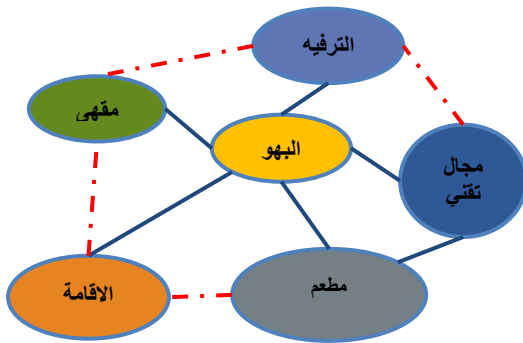 الترفيه
مقهى
البهو
مجال
تقني
الاقامة
مطعم